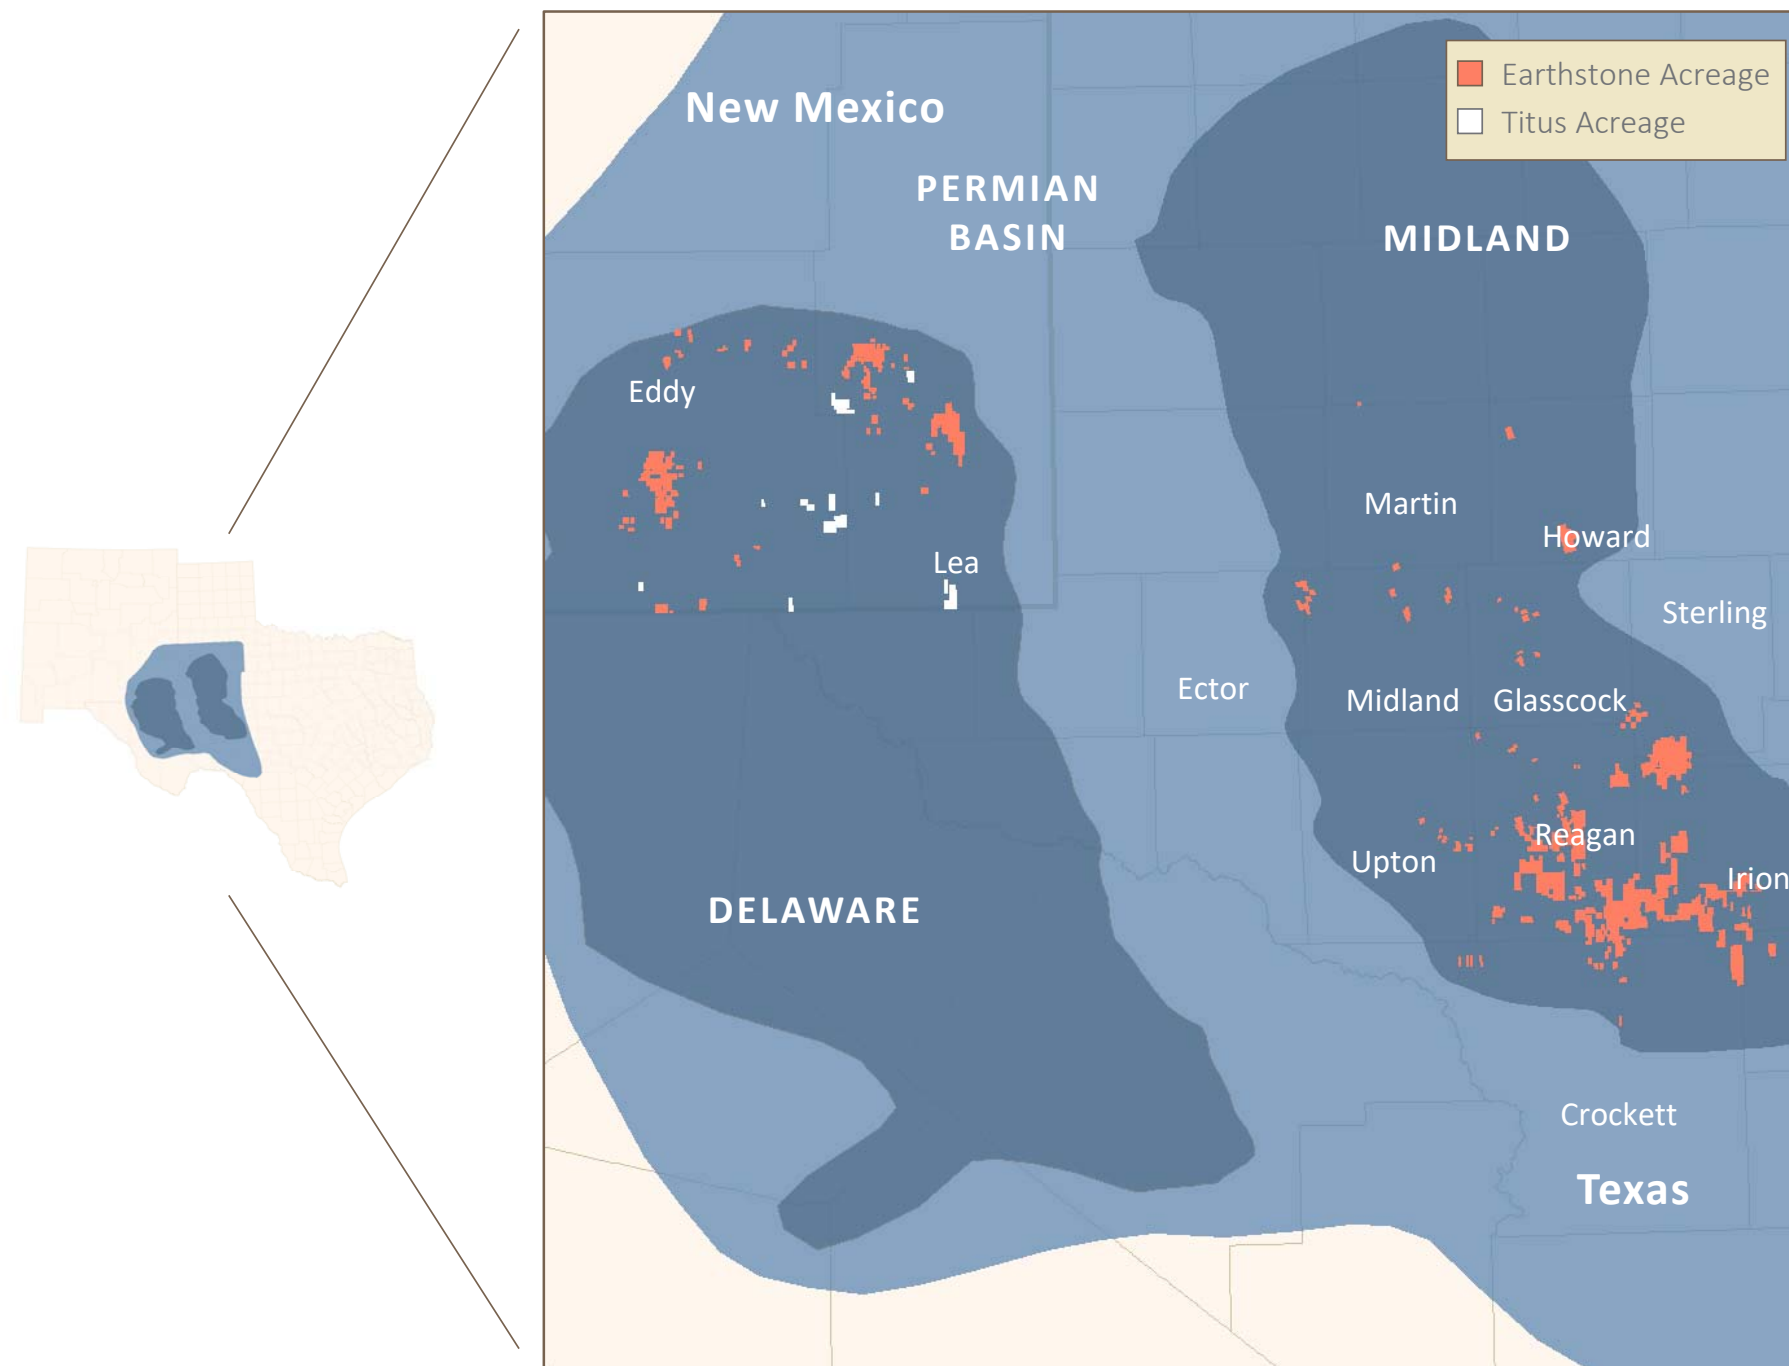 Earthstone Acreage
Titus Acreage
New Mexico
PERMIAN
BASIN
MIDLAND
Eddy
Martin
Howard
Lea
Sterling
Ector
Midland
Glasscock
Reagan
Upton
Irion
DELAWARE
Crockett
Texas